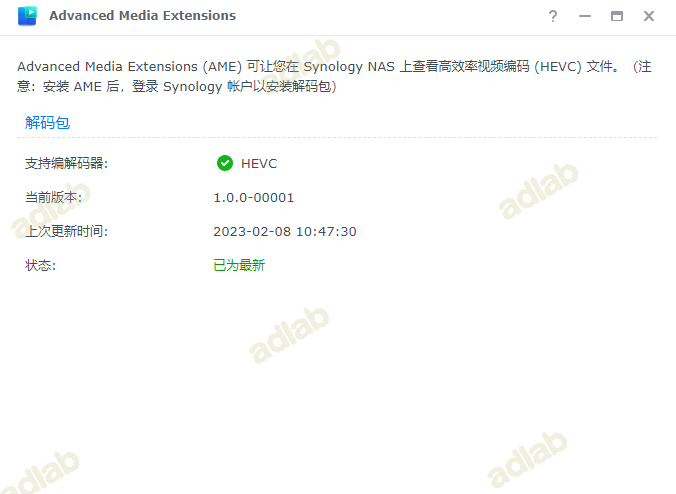 Advanced Media Extensions
Advanced Media Extensions (AME) 可让您在 Synology NAS 上查看高效率视频编码 (HEVC) 文件。 (注
意：安装 AME 后，登录 Synology 帐户以安装解码包)
解码包
支持编解码器: HEVC
当前版本: 1.0.0-00001
上次更新时间: 2023-02-08 10:47:30
状态: 已为最新
adlab
adlab
adlab
adlab
adlab
adlab